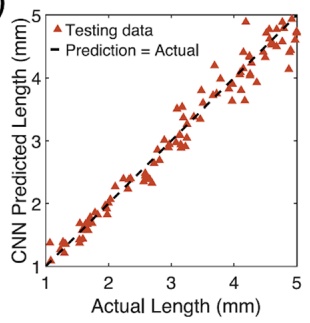 )
5
Testing data
Prediction = Actual
4
3
2
1
CNN Predicted Length (mm)
1 2 3 4 5
Actual Length (mm)